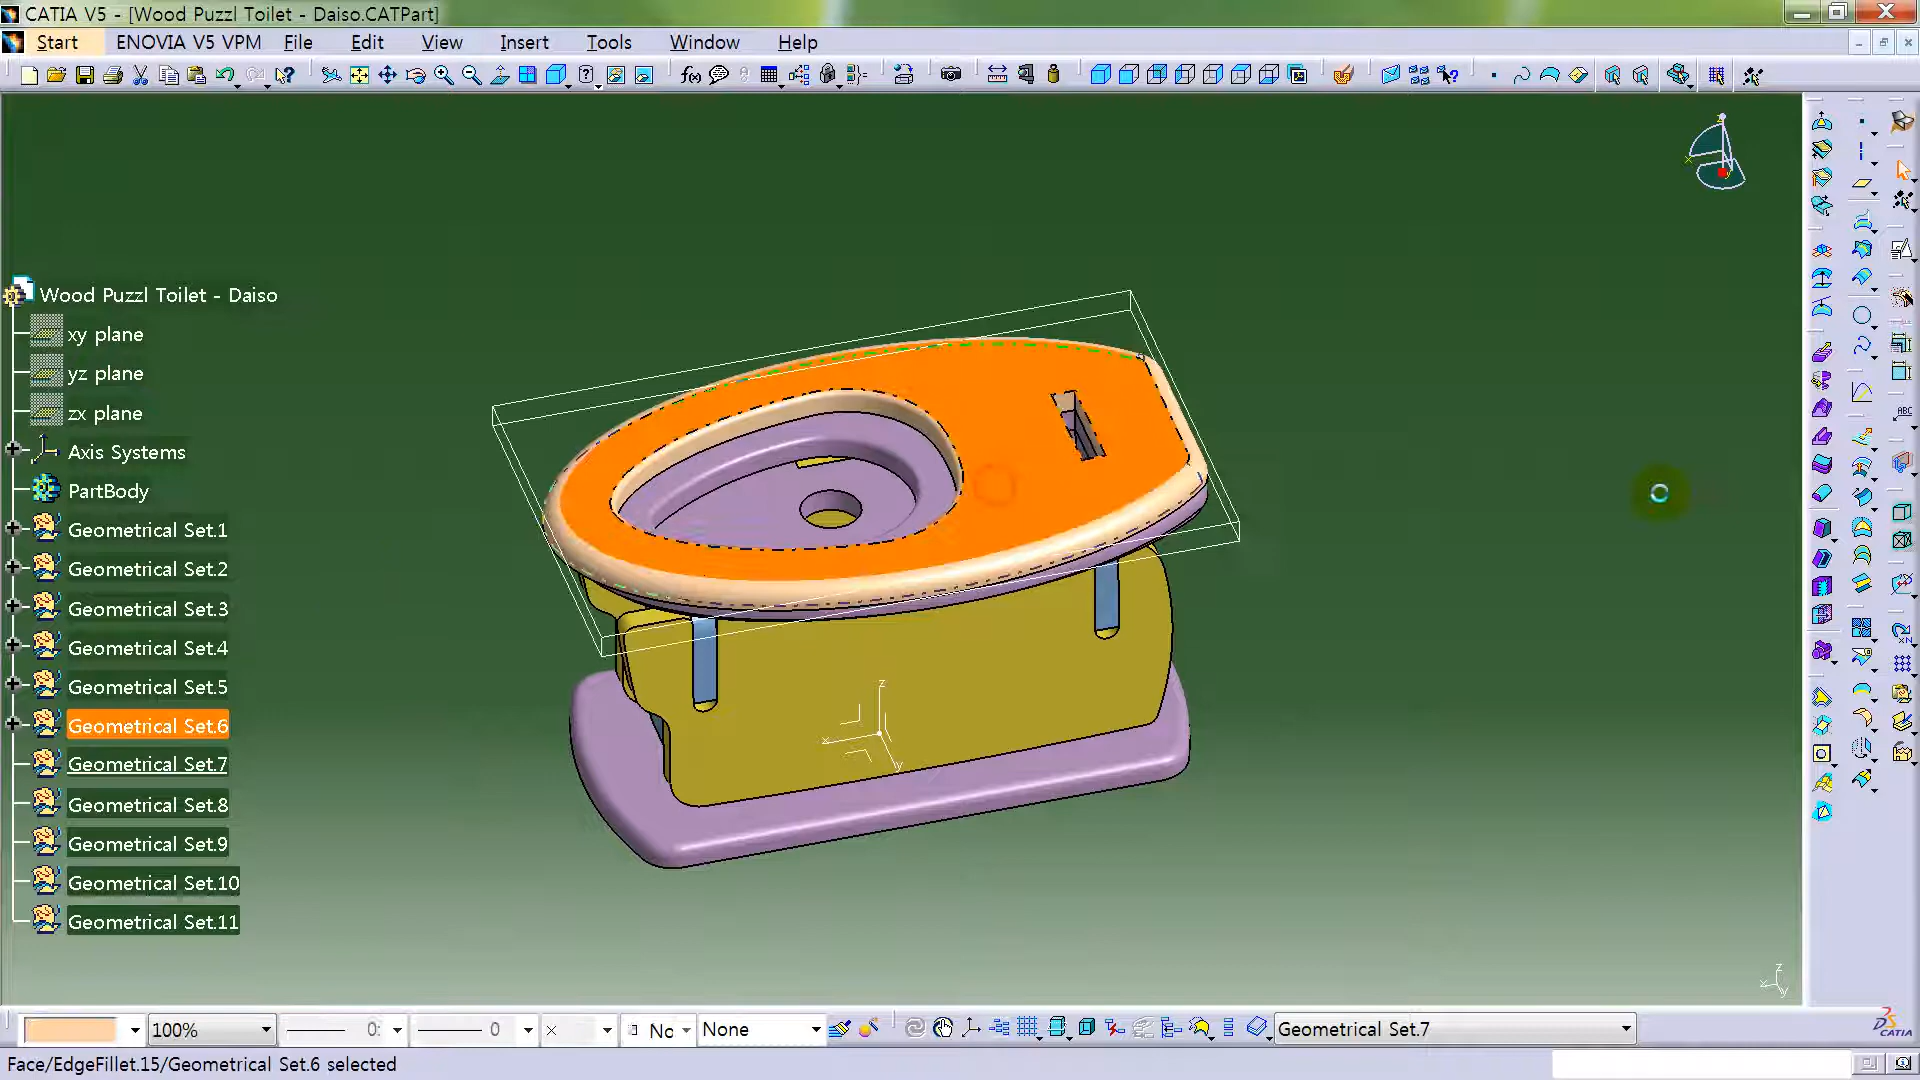 CATIA V5 - [Wood Puzzl Toilet - Daiso.CATPart]
Start ENOVIA V5 VPM File Edit View Insert Tools Window Help
Wood Puzzl Toilet - Daiso
xy plane
yz plane
zx plane
Axis Systems
PartBody
Geometrical Set.1
Geometrical Set.2
Geometrical Set.3
Geometrical Set.4
Geometrical Set.5
Geometrical Set.6
Geometrical Set.7
Geometrical Set.8
Geometrical Set.9
Geometrical Set.10
Geometrical Set.11
z
x
y
z
x
y
ABC
100% 0: 0 Nc None Geometrical Set.7
CATIA
Face/EdgeFillet.15/Geometrical Set.6 selected